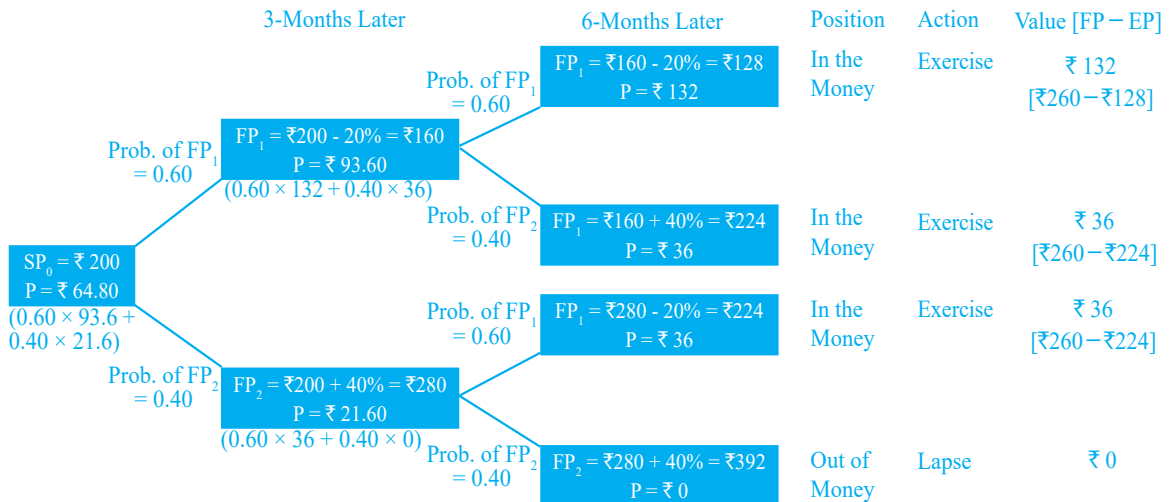 3-Months Later
6-Months Later
Position
Action
Value [FP – EP]
Prob. of FP₁
= 0.60
FP₁ = ₹160 - 20% = ₹128
P = ₹ 132
In the
Money
Exercise
₹ 132
[₹260–₹128]
Prob. of FP₁
= 0.60
FP₁ = ₹200 - 20% = ₹160
P = ₹ 93.60
(0.60 × 132 + 0.40 × 36)
Prob. of FP₂
= 0.40
FP₁ = ₹160 + 40% = ₹224
P = ₹ 36
In the
Money
Exercise
₹ 36
[₹260–₹224]
SP₀ = ₹ 200
P = ₹ 64.80
(0.60 × 93.6 +
0.40 × 21.6)
Prob. of FP₁
= 0.60
FP₁ = ₹280 - 20% = ₹224
P = ₹ 36
In the
Money
Exercise
₹ 36
[₹260–₹224]
Prob. of FP₂
= 0.40
FP₂ = ₹200 + 40% = ₹280
P = ₹ 21.60
(0.60 × 36 + 0.40 × 0)
Prob. of FP₂
= 0.40
FP₂ = ₹280 + 40% = ₹392
P = ₹ 0
Out of
Money
Lapse
₹ 0